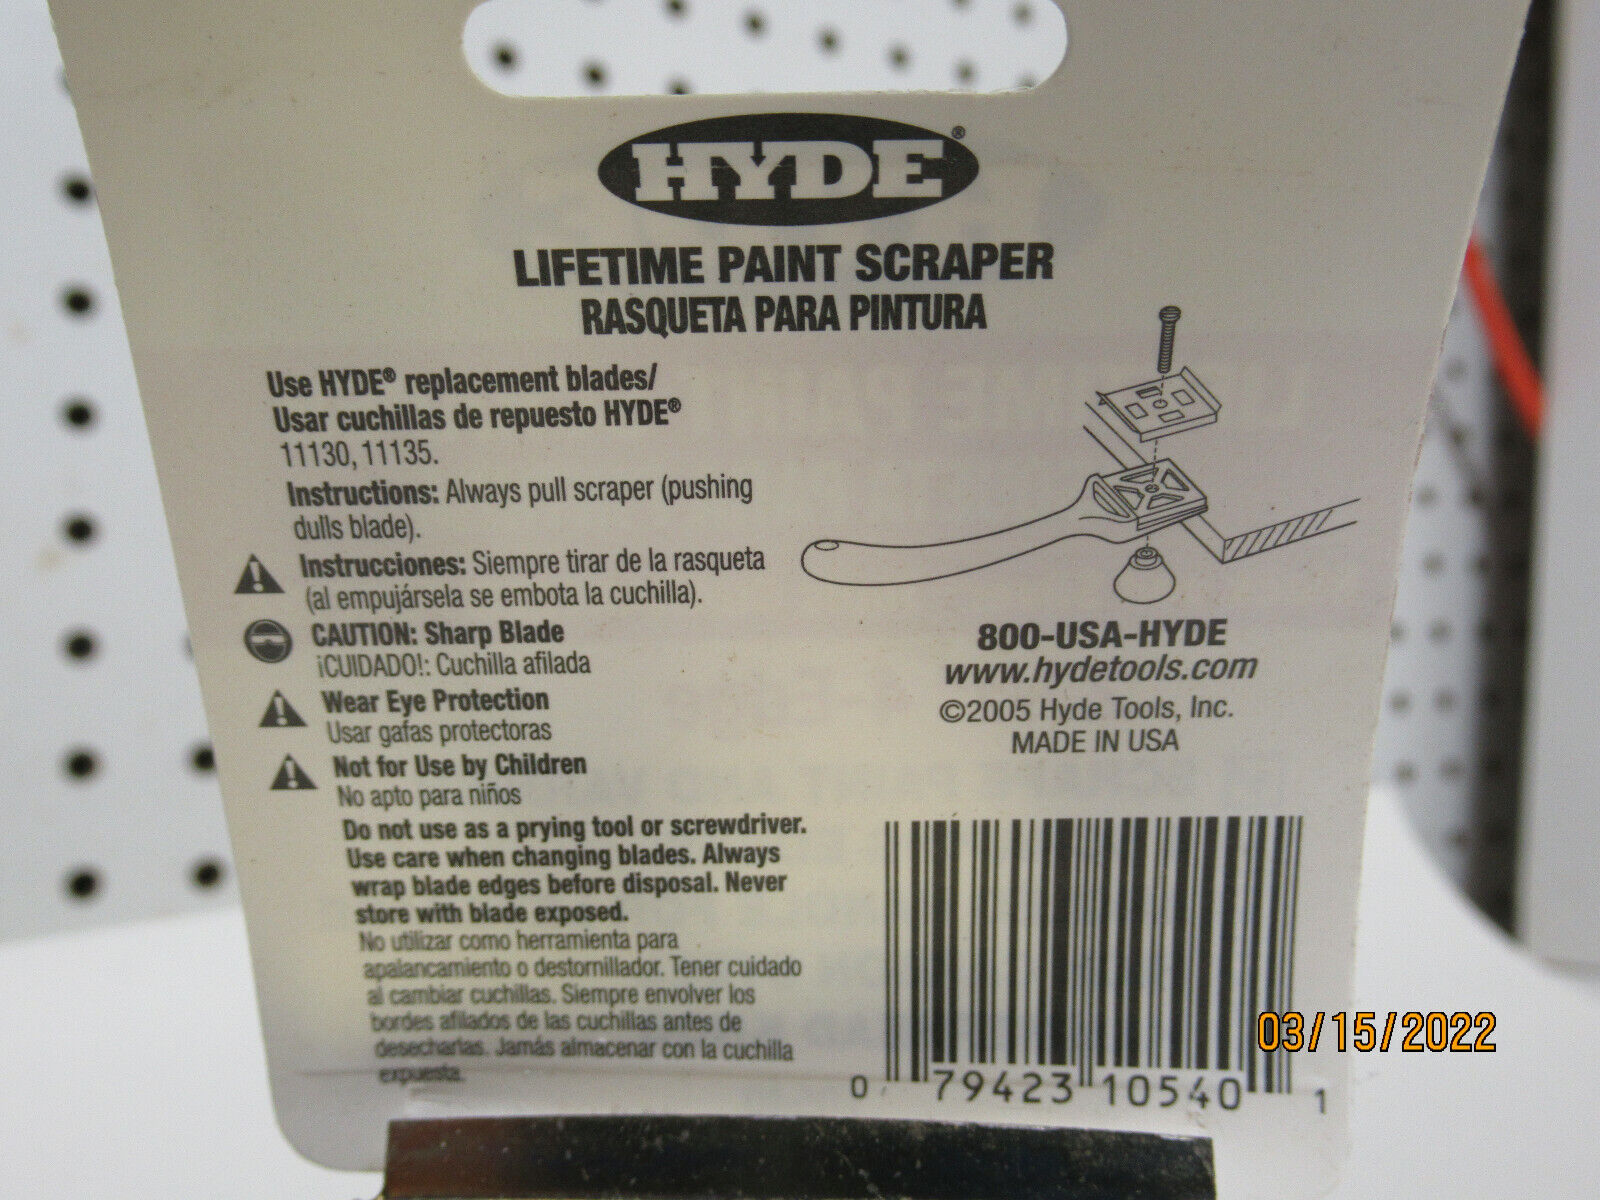 HYDE®
LIFETIME PAINT SCRAPER
RASQUETA PARA PINTURA
Use HYDE® replacement blades/
Usar cuchillas de repuesto HYDE®
11130, 11135.
Instructions: Always pull scraper (pushing
dulls blade).
Instrucciones: Siempre tirar de la rasqueta
(al empujársela se embota la cuchilla).
CAUTION: Sharp Blade
¡CUIDADO!: Cuchilla afilada
Wear Eye Protection
Usar gafas protectoras
Not for Use by Children
No apto para niños
Do not use as a prying tool or screwdriver.
Use care when changing blades. Always
wrap blade edges before disposal. Never
store with blade exposed.
No utilizar como herramienta para
apalancamiento o destornillador. Tener cuidado
al cambiar cuchillas. Siempre envolver los
bordes afilados de las cuchillas antes de
desecharlas. Jamás almacenar con la cuchilla
expuesta.
800-USA-HYDE
www.hydetools.com
©2005 Hyde Tools, Inc.
MADE IN USA
0 79423 10540 1
03/15/2022